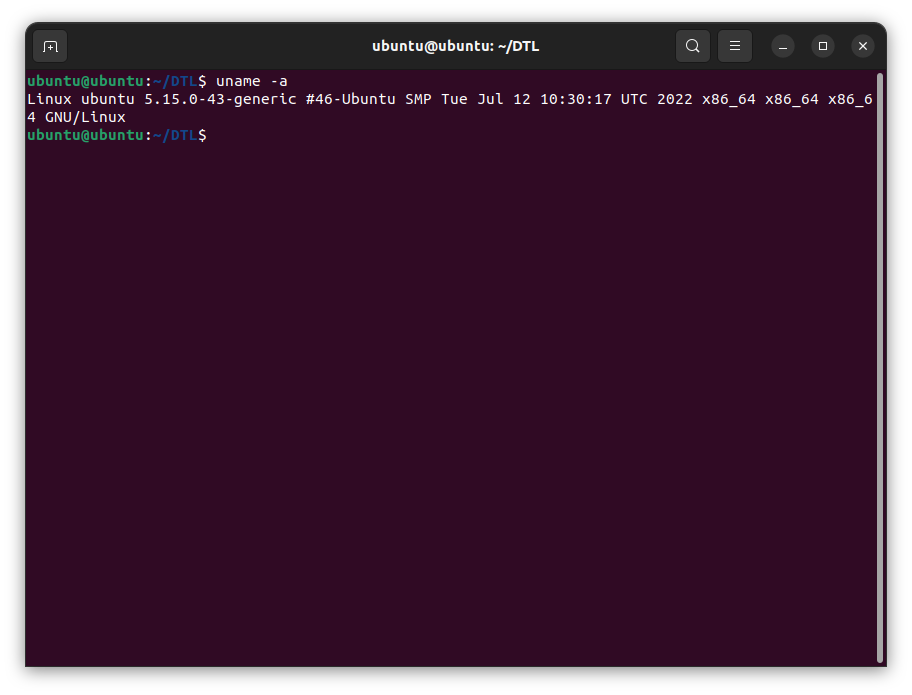 ubuntu@ubuntu: ~/DTL
ubuntu@ubuntu:~/DTL$ uname -a
Linux ubuntu 5.15.0-43-generic #46-Ubuntu SMP Tue Jul 12 10:30:17 UTC 2022 x86_64 x86_64 x86_6
4 GNU/Linux
ubuntu@ubuntu:~/DTL$